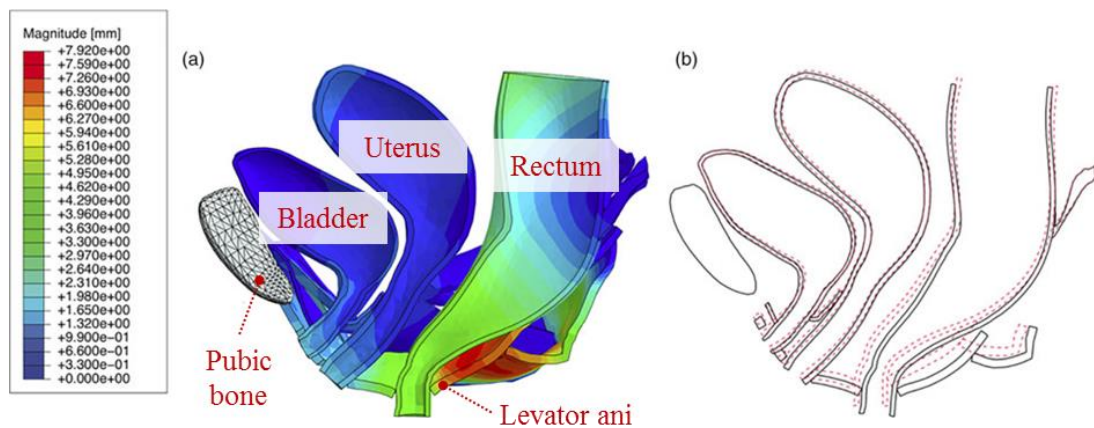 Magnitude [mm]
+7.920e+00
+7.590e+00
+7.260e+00
+6.930e+00
+6.600e+00
+6.270e+00
+5.940e+00
+5.610e+00
+5.280e+00
+4.950e+00
+4.620e+00
+4.290e+00
+3.960e+00
+3.630e+00
+3.300e+00
+2.970e+00
+2.640e+00
+2.310e+00
+1.980e+00
+1.650e+00
+1.320e+00
+9.900e-01
+6.600e-01
+3.300e-01
+0.000e+00
(a)
Uterus
Rectum
Bladder
Pubic
bone
Levator ani
(b)